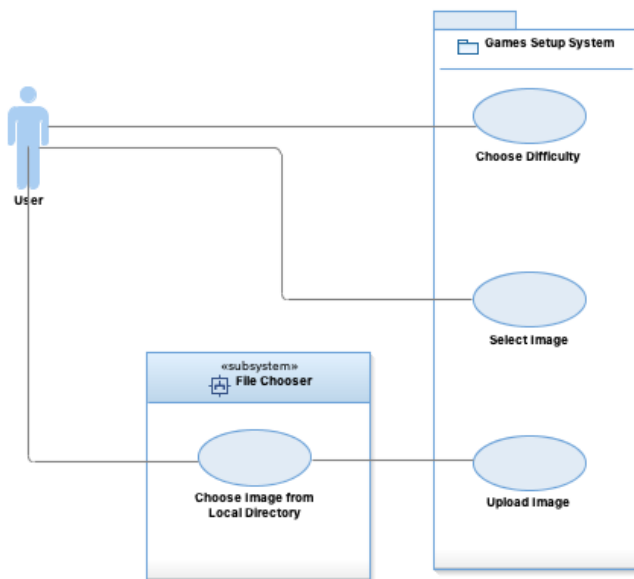 Games Setup System
Choose Difficulty
User
Select Image
«subsystem»
File Chooser
Choose Image from
Local Directory
Upload Image